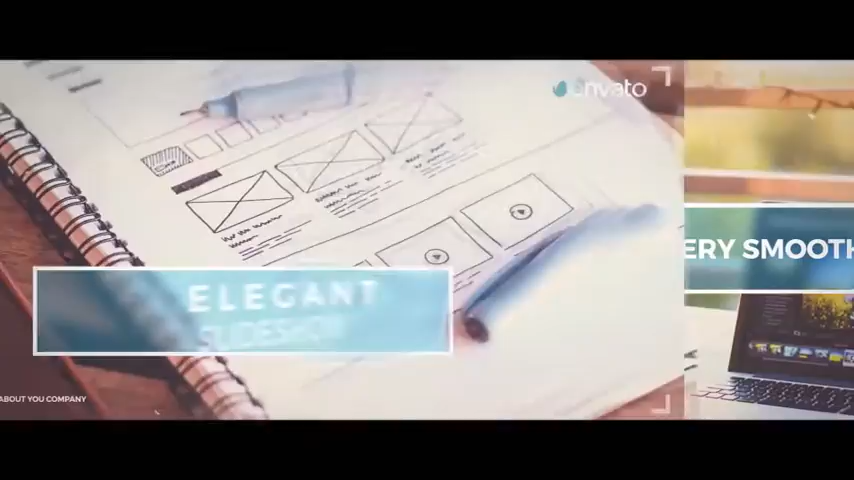 envato
ERY SMOOTH
ELEGANT
SLIDESHOW
ABOUT YOU COMPANY